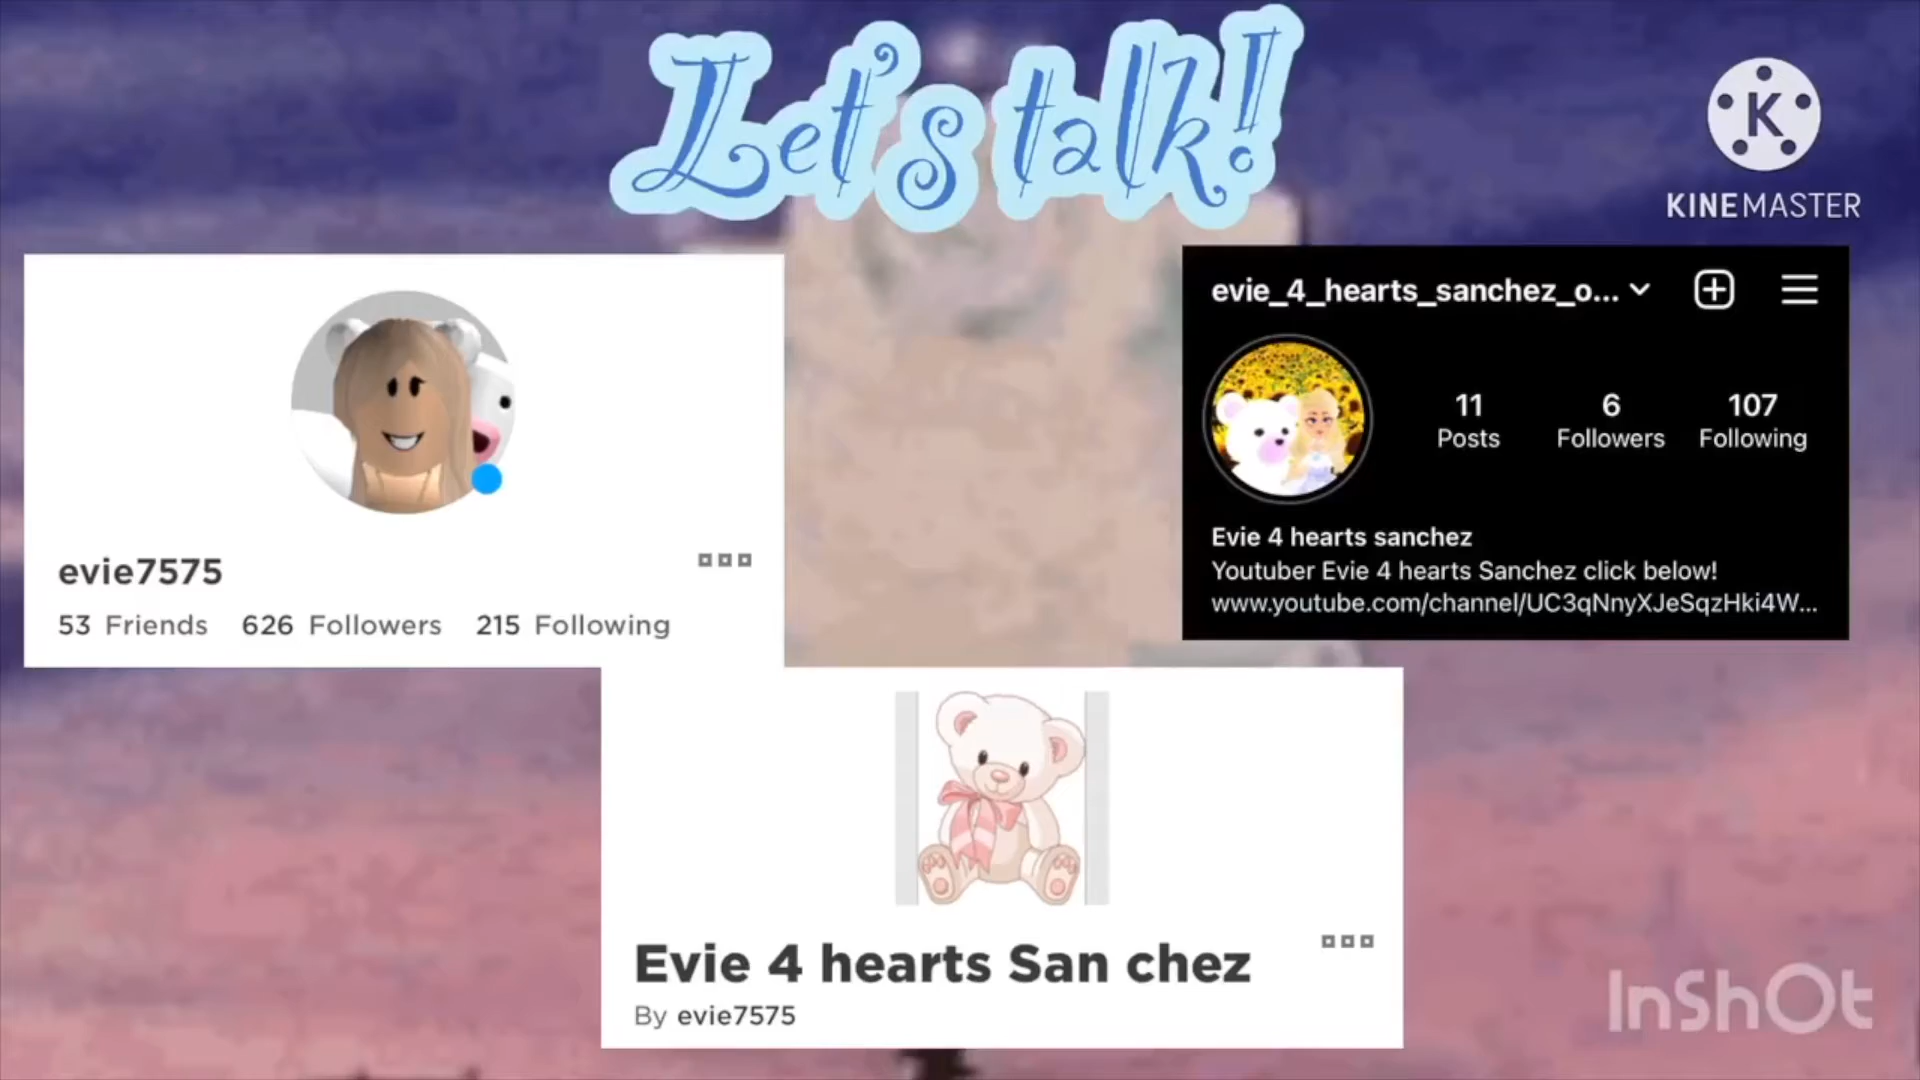 Let's talk!
K
KINEMASTER
evie7575
53 Friends 626 Followers 215 Following
evie_4_hearts_sanchez_o...
11 6 107
Posts Followers Following
Evie 4 hearts sanchez
Youtuber Evie 4 hearts Sanchez click below!
www.youtube.com/channel/UC3qNnyXJeSqzHki4W...
Evie 4 hearts San chez
By evie7575
InShOt